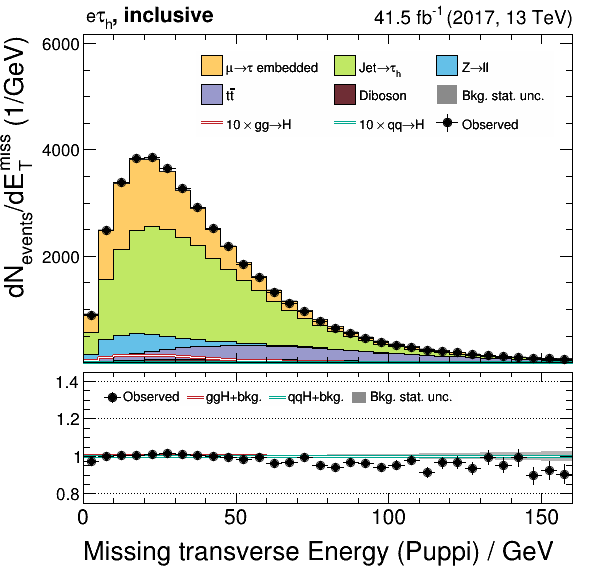 eτh, inclusive 41.5 fb-1 (2017, 13 TeV)
dNevents/dETmiss (1/GeV)
6000
4000
2000
μ→τ embedded Jet→τh Z→ll
tt̄ Diboson Bkg. stat. unc.
10 × gg→H 10 × qq→H Observed
1.4
1.2
1
0.8
Observed ggH+bkg. qqH+bkg. Bkg. stat. unc.
0 50 100 150
Missing transverse Energy (Puppi) / GeV